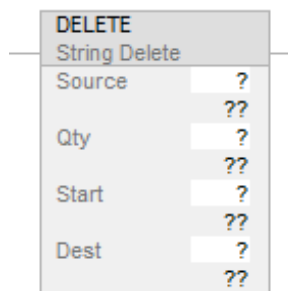 DELETE
String Delete
Source ?
??
Qty ?
??
Start ?
??
Dest ?
??